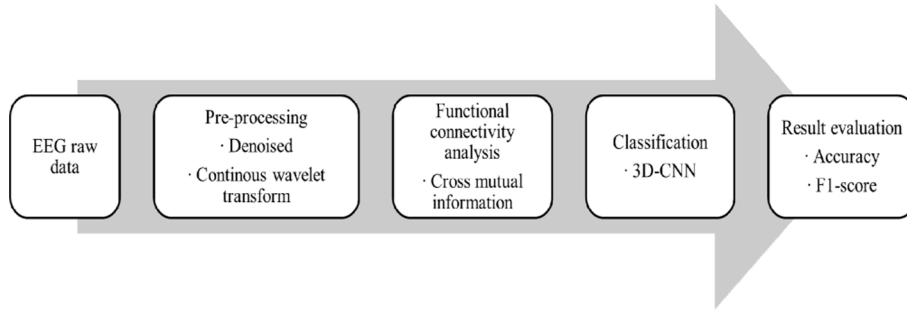 EEG raw
data
Pre-processing
· Denoised
· Continous wavelet
transform
Functional
connectivity
analysis
· Cross mutual
information
Classification
· 3D-CNN
Result evaluation
· Accuracy
· F1-score